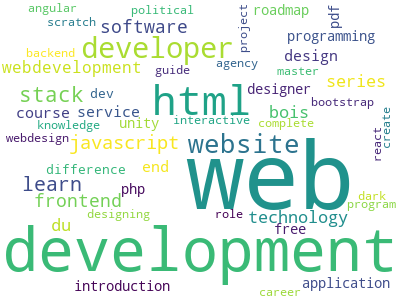 angular
political
project
pdf
roadmap
scratch
software
programming
backend
developer
design
webdevelopment
guide
agency
master
series
stack
dev
html
designer
bootstrap
course
service
interactive
bois
create
knowledge
unity
complete
webdesign
javascript
website
react
difference
end
web
learn
php
dark
frontend
program
designing
role
technology
du
free
development
introduction
application
career